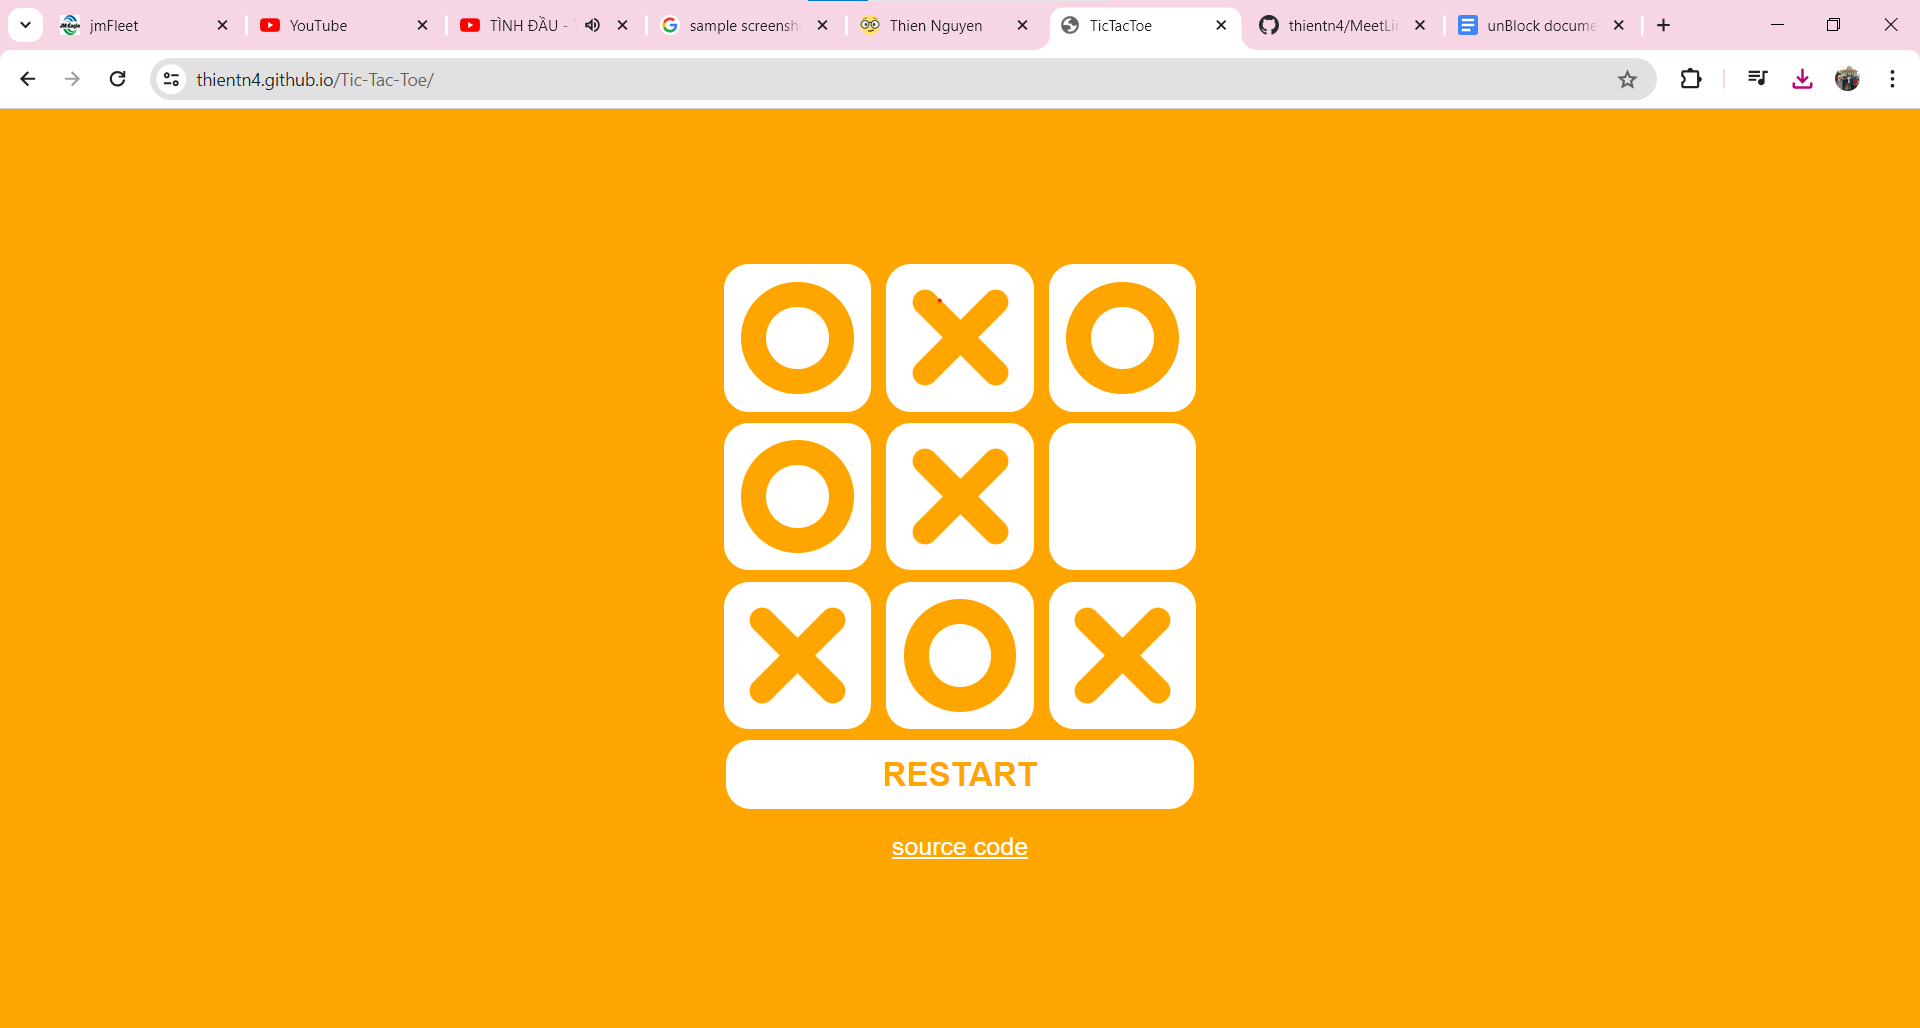 jmFleet
YouTube
TÌNH ĐẦU -
sample screensh
Thien Nguyen
TicTacToe
thientn4/MeetLi
unBlock docume
thientn4.github.io/Tic-Tac-Toe/
RESTART
source code